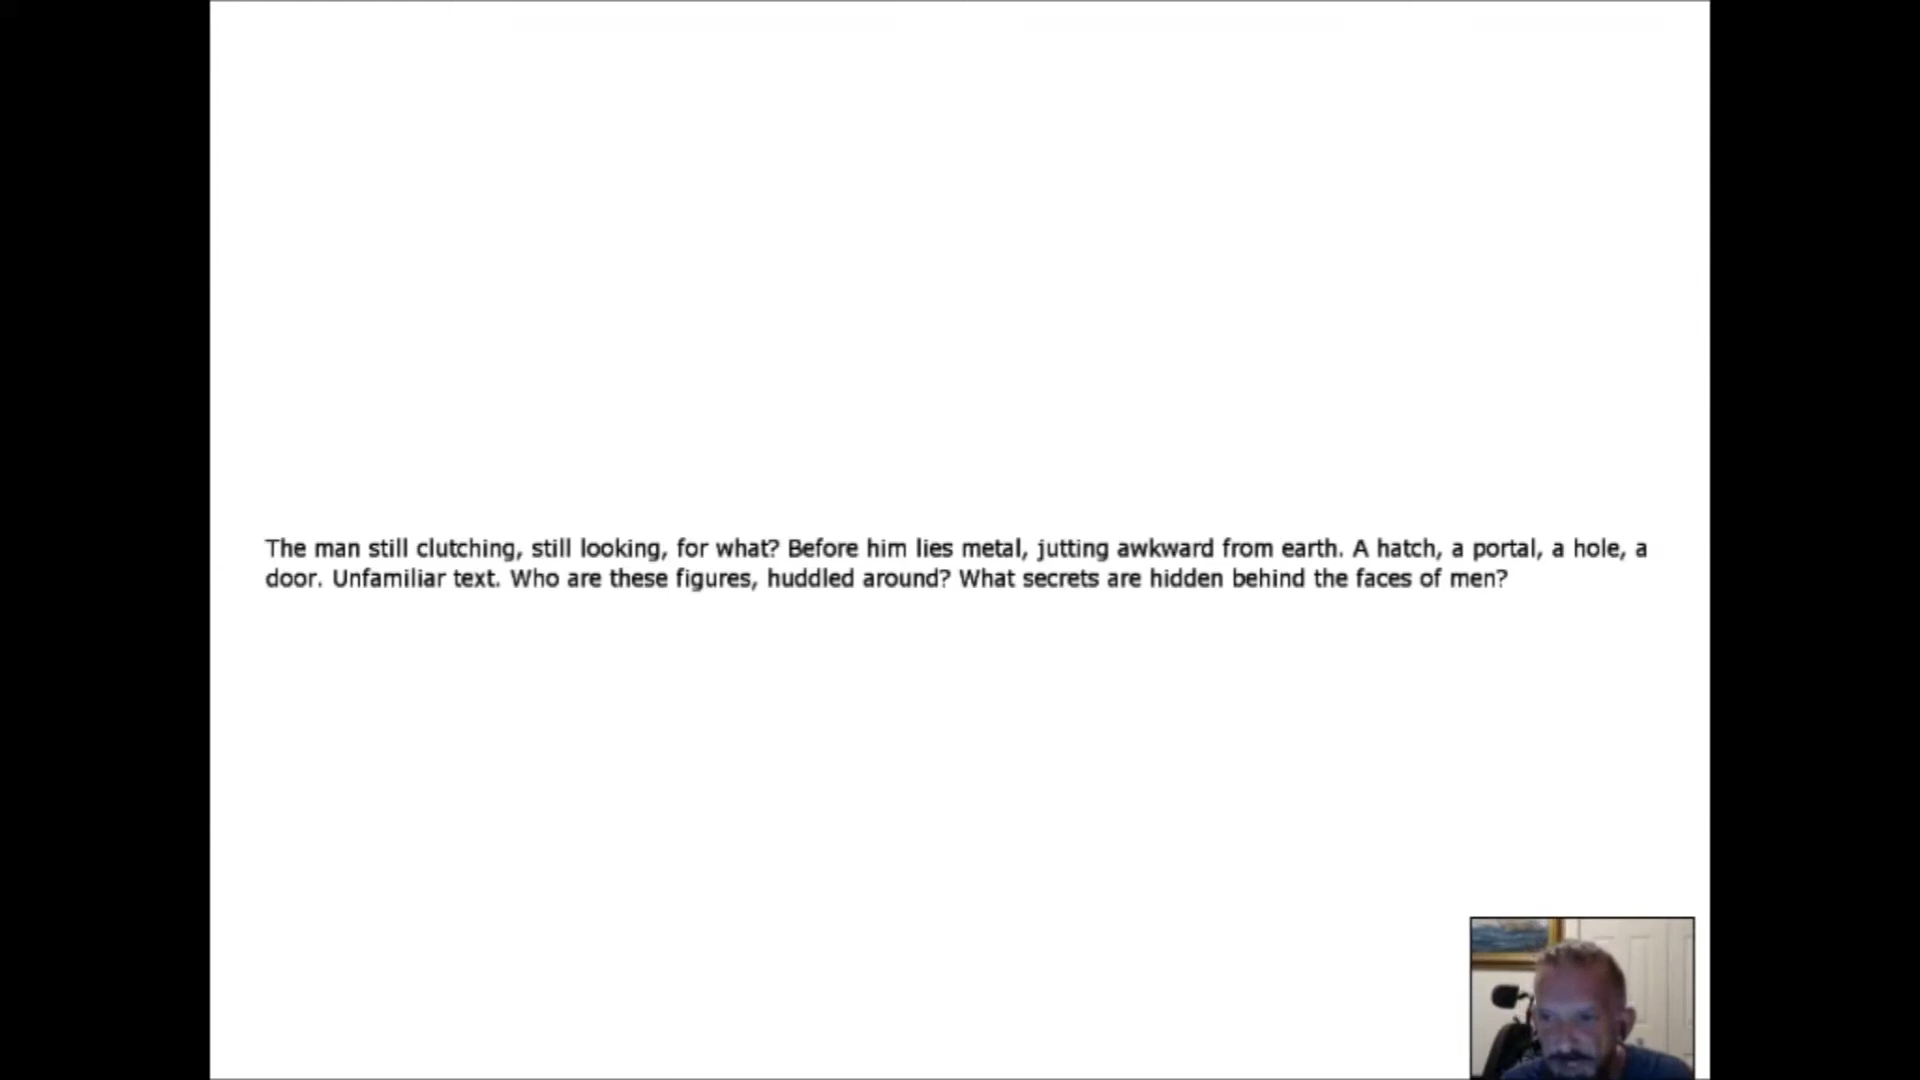 The man still clutching, still looking, for what? Before him lies metal, jutting awkward from earth. A hatch, a portal, a hole, a
door. Unfamiliar text. Who are these figures, huddled around? What secrets are hidden behind the faces of men?